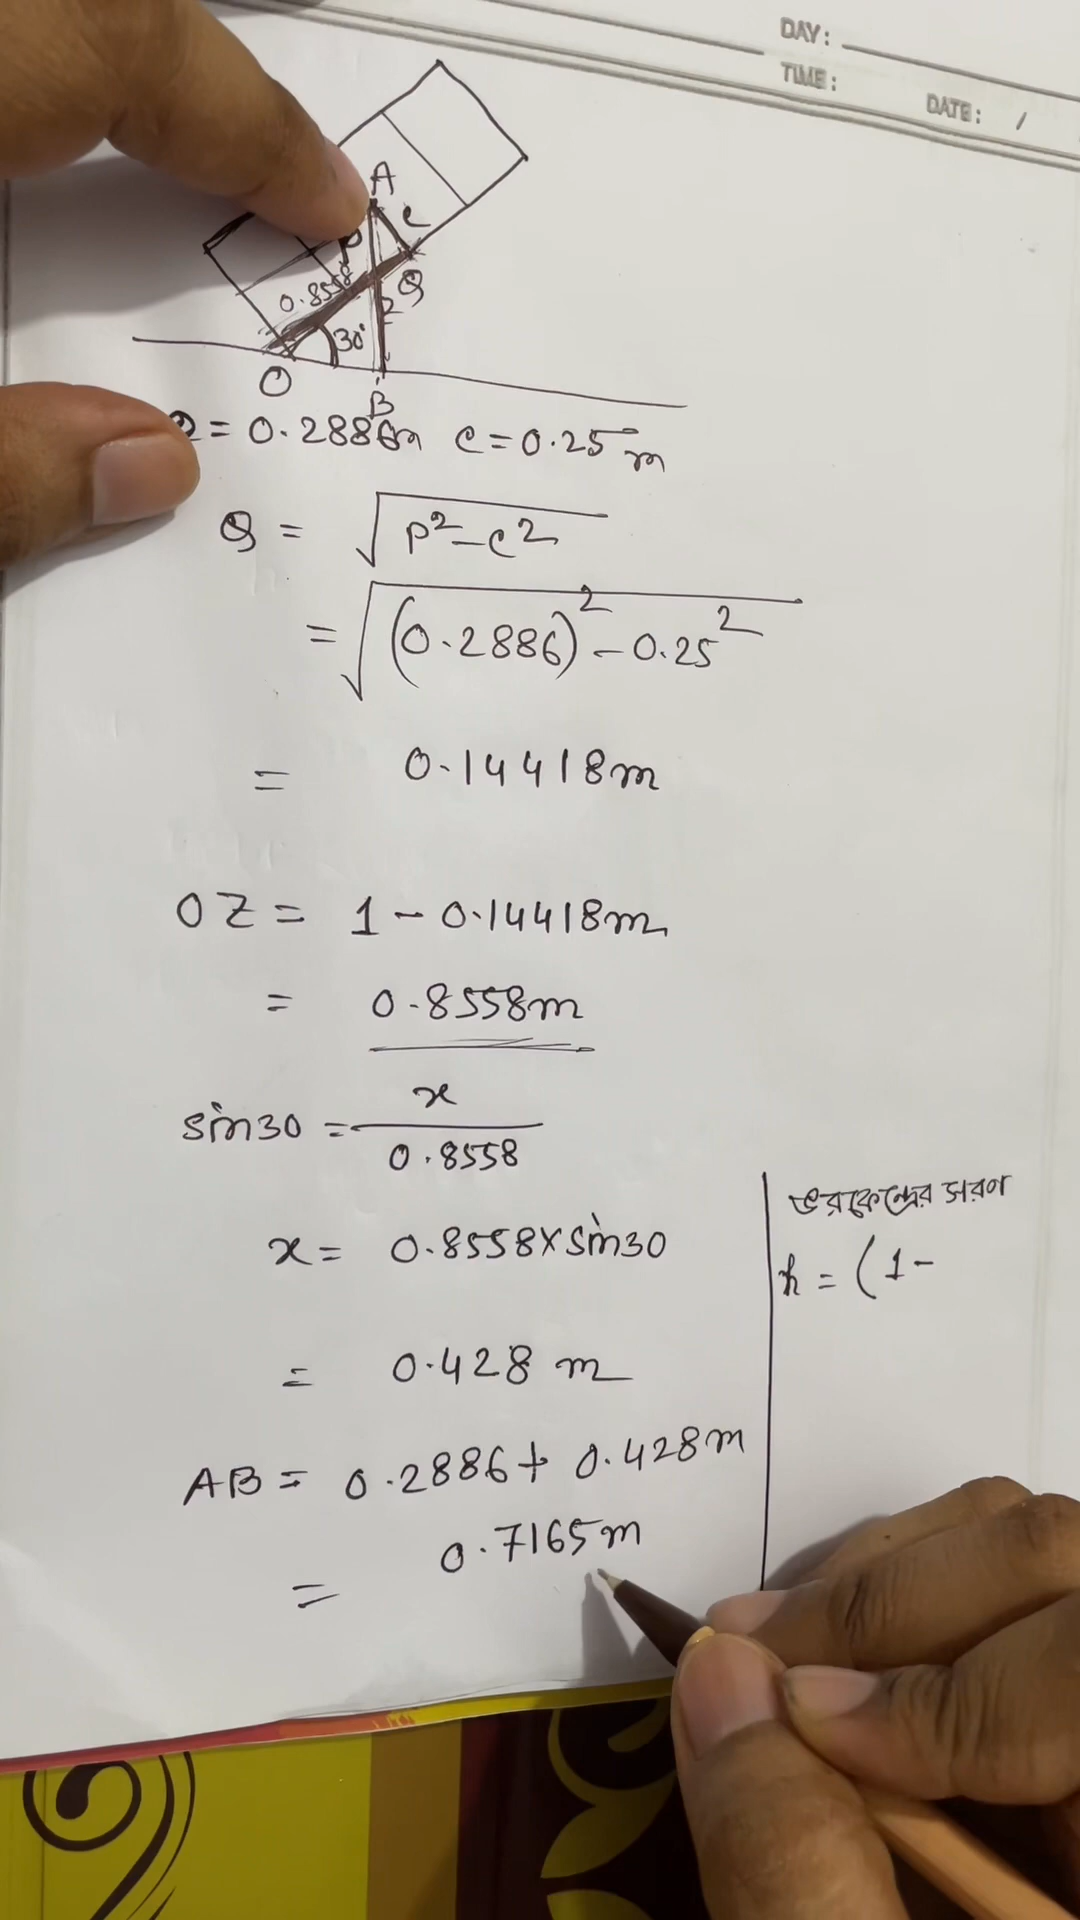 DAY:
TIME:
DATE: /
A
P
c
0.8558
Q
30°
O
B
= 0.2886m c = 0.25 m
Q = √P²-c²
= √(0.2886)² - 0.25²
= 0.14418m
OZ = 1 - 0.14418m
= 0.8558m
sin30 = x / 0.8558
x = 0.8558×sin30
= 0.428 m
AB = 0.2886 + 0.428m
= 0.7165m
ভরকেন্দ্রের সরণ
h = (1 -